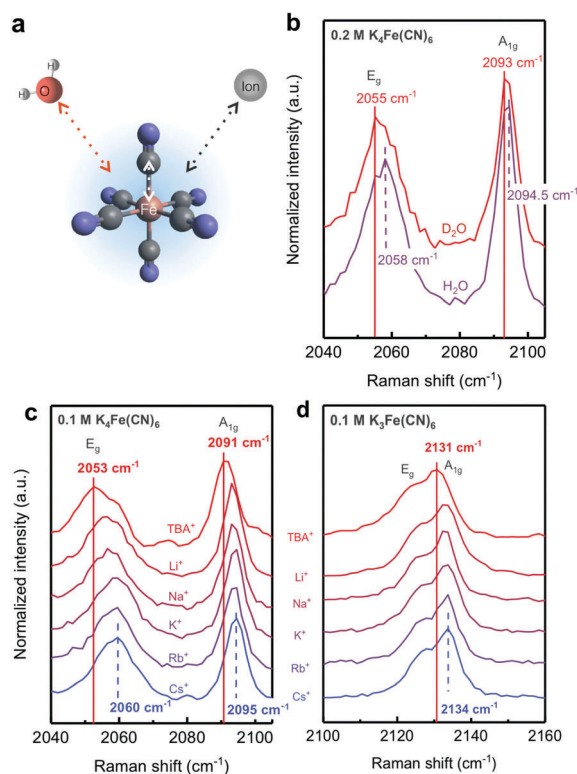 a
H
O
H
Ion
Fe
b
0.2 M K₄Fe(CN)₆
A₁g
2093 cm⁻¹
Eg
2055 cm⁻¹
2094.5 cm⁻¹
D₂O
2058 cm⁻¹
H₂O
Normalized intensity (a.u.)
2040 2060 2080 2100
Raman shift (cm⁻¹)
c
0.1 M K₄Fe(CN)₆
A₁g
2091 cm⁻¹
Eg
2053 cm⁻¹
TBA⁺
Li⁺
Na⁺
K⁺
Rb⁺
Cs⁺
2060 cm⁻¹
2095 cm⁻¹
Normalized intensity (a.u.)
2040 2060 2080 2100
Raman shift (cm⁻¹)
d
0.1 M K₃Fe(CN)₆
2131 cm⁻¹
Eg
A₁g
TBA⁺
Li⁺
Na⁺
K⁺
Rb⁺
Cs⁺
2134 cm⁻¹
2100 2120 2140 2160
Raman shift (cm⁻¹)